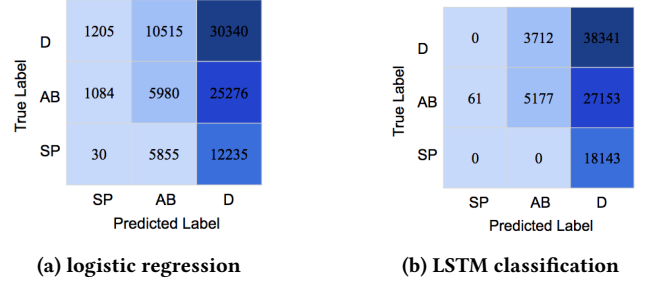 True Label
D 1205 10515 30340
AB 1084 5980 25276
SP 30 5855 12235
SP AB D
Predicted Label
(a) logistic regression
True Label
D 0 3712 38341
AB 61 5177 27153
SP 0 0 18143
SP AB D
Predicted Label
(b) LSTM classification